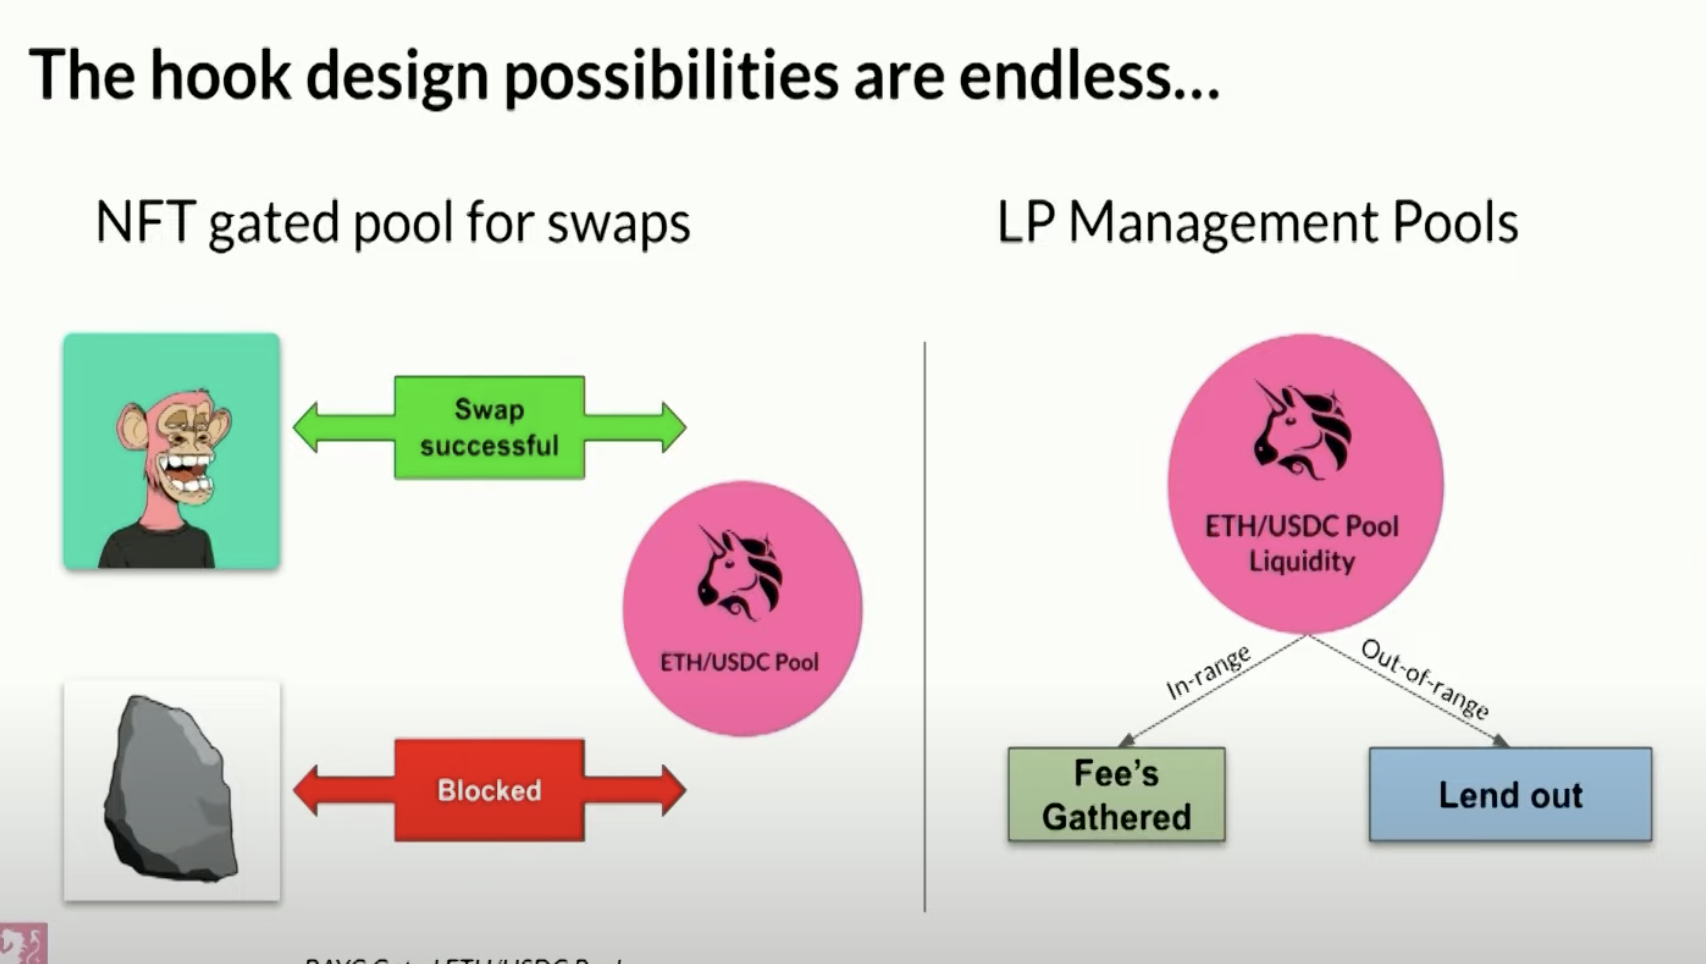 The hook design possibilities are endless...
NFT gated pool for swaps
Swap
successful
ETH/USDC Pool
Blocked
LP Management Pools
ETH/USDC Pool
Liquidity
In-range
Out-of-range
Fee's
Gathered
Lend out